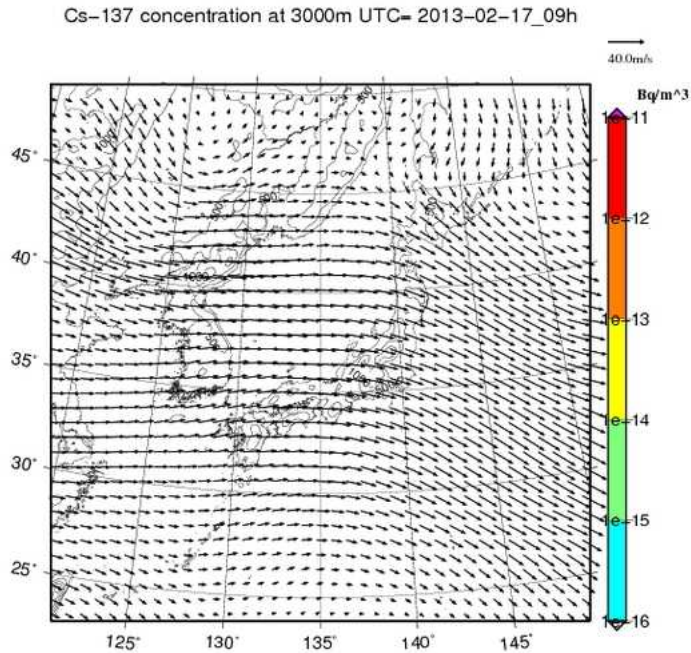 Cs-137 concentration at 3000m UTC= 2013-02-17_09h
40.0m/s
Bq/m^3
1e-11
1e-12
1e-13
1e-14
1e-15
1e-16
45°
40°
35°
30°
25°
125°
130°
135°
140°
145°